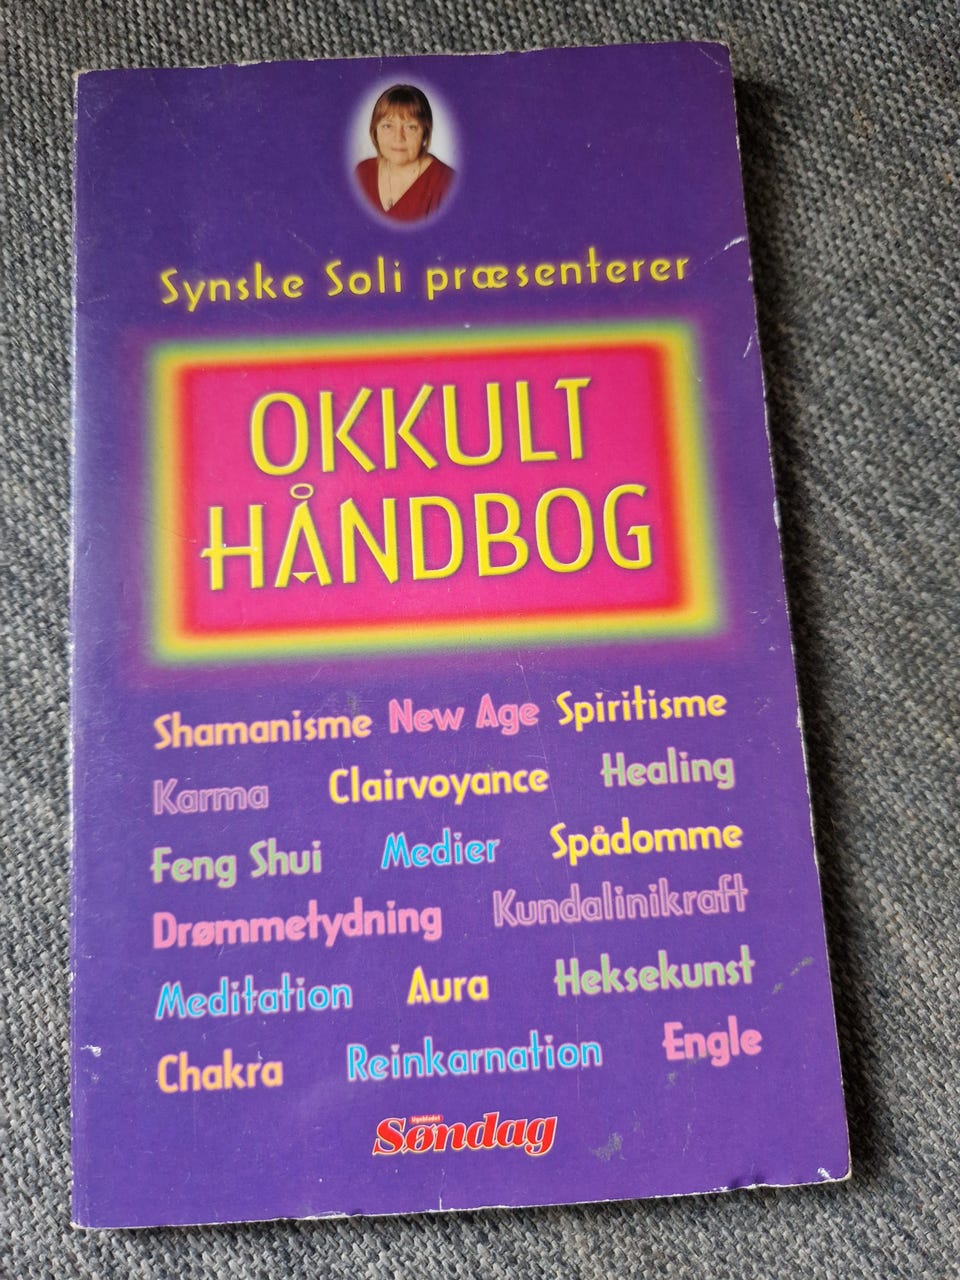 Synske Soli præsenterer
OKKULT
HÅNDBOG
Shamanisme New Age Spiritisme
Karma Clairvoyance Healing
Feng Shui Medier Spådomme
Drømmetydning Kundalinikraft
Meditation Aura Heksekunst
Chakra Reinkarnation Engle
Ugebladet
Søndag